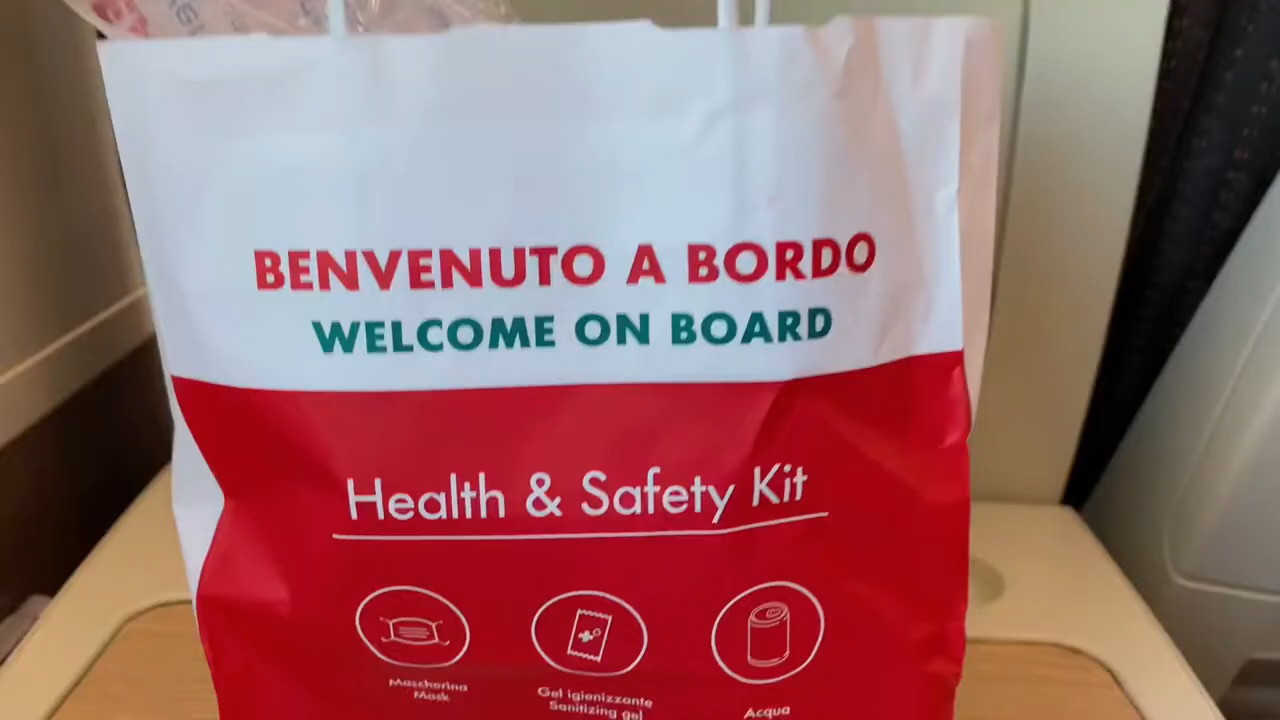 BENVENUTO A BORDO
WELCOME ON BOARD
Health & Safety Kit
Mascherina
Mask
Gel igienizzante
Sanitizing gel
Acqua